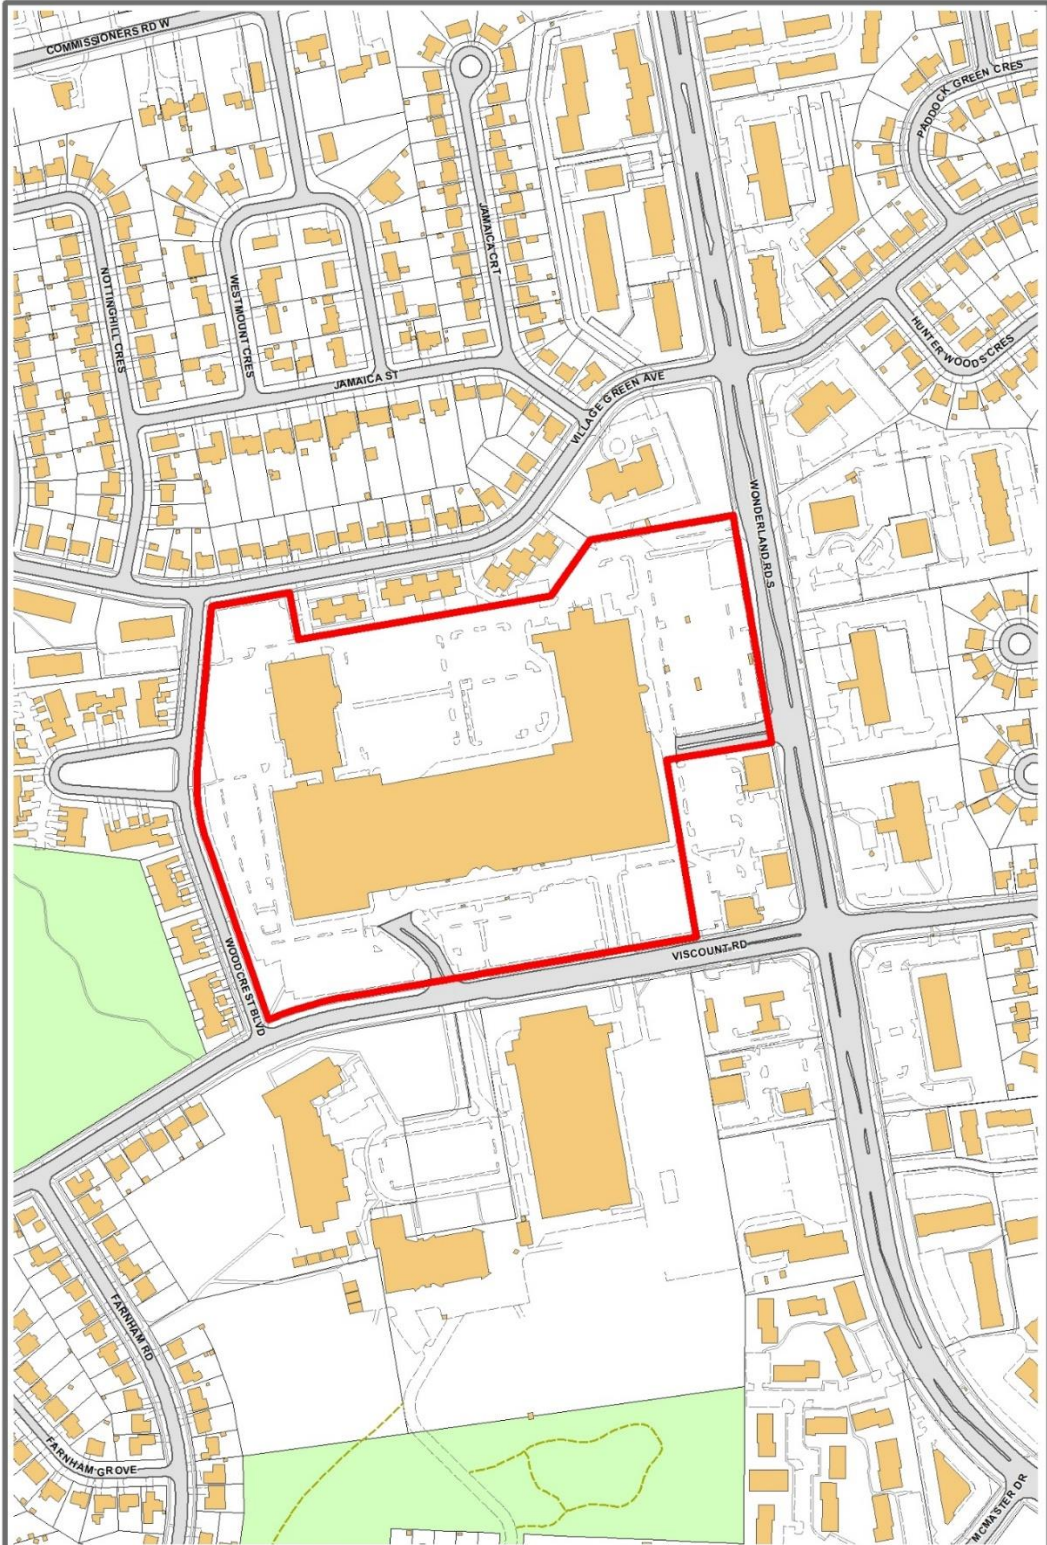 COMMISSIONERS RD W
PADDOCK GREEN CRES
JAMAICA CRT
NOTTINGHILL CRES
WESTMOUNT CRES
HUNTER WOODS CRES
JAMAICA ST
VILLAGE GREEN AVE
WONDERLAND RD S
WOODCREST BLVD
VISCOUNT RD
FARNHAM RD
FARNHAM GROVE
MCMASTER DR